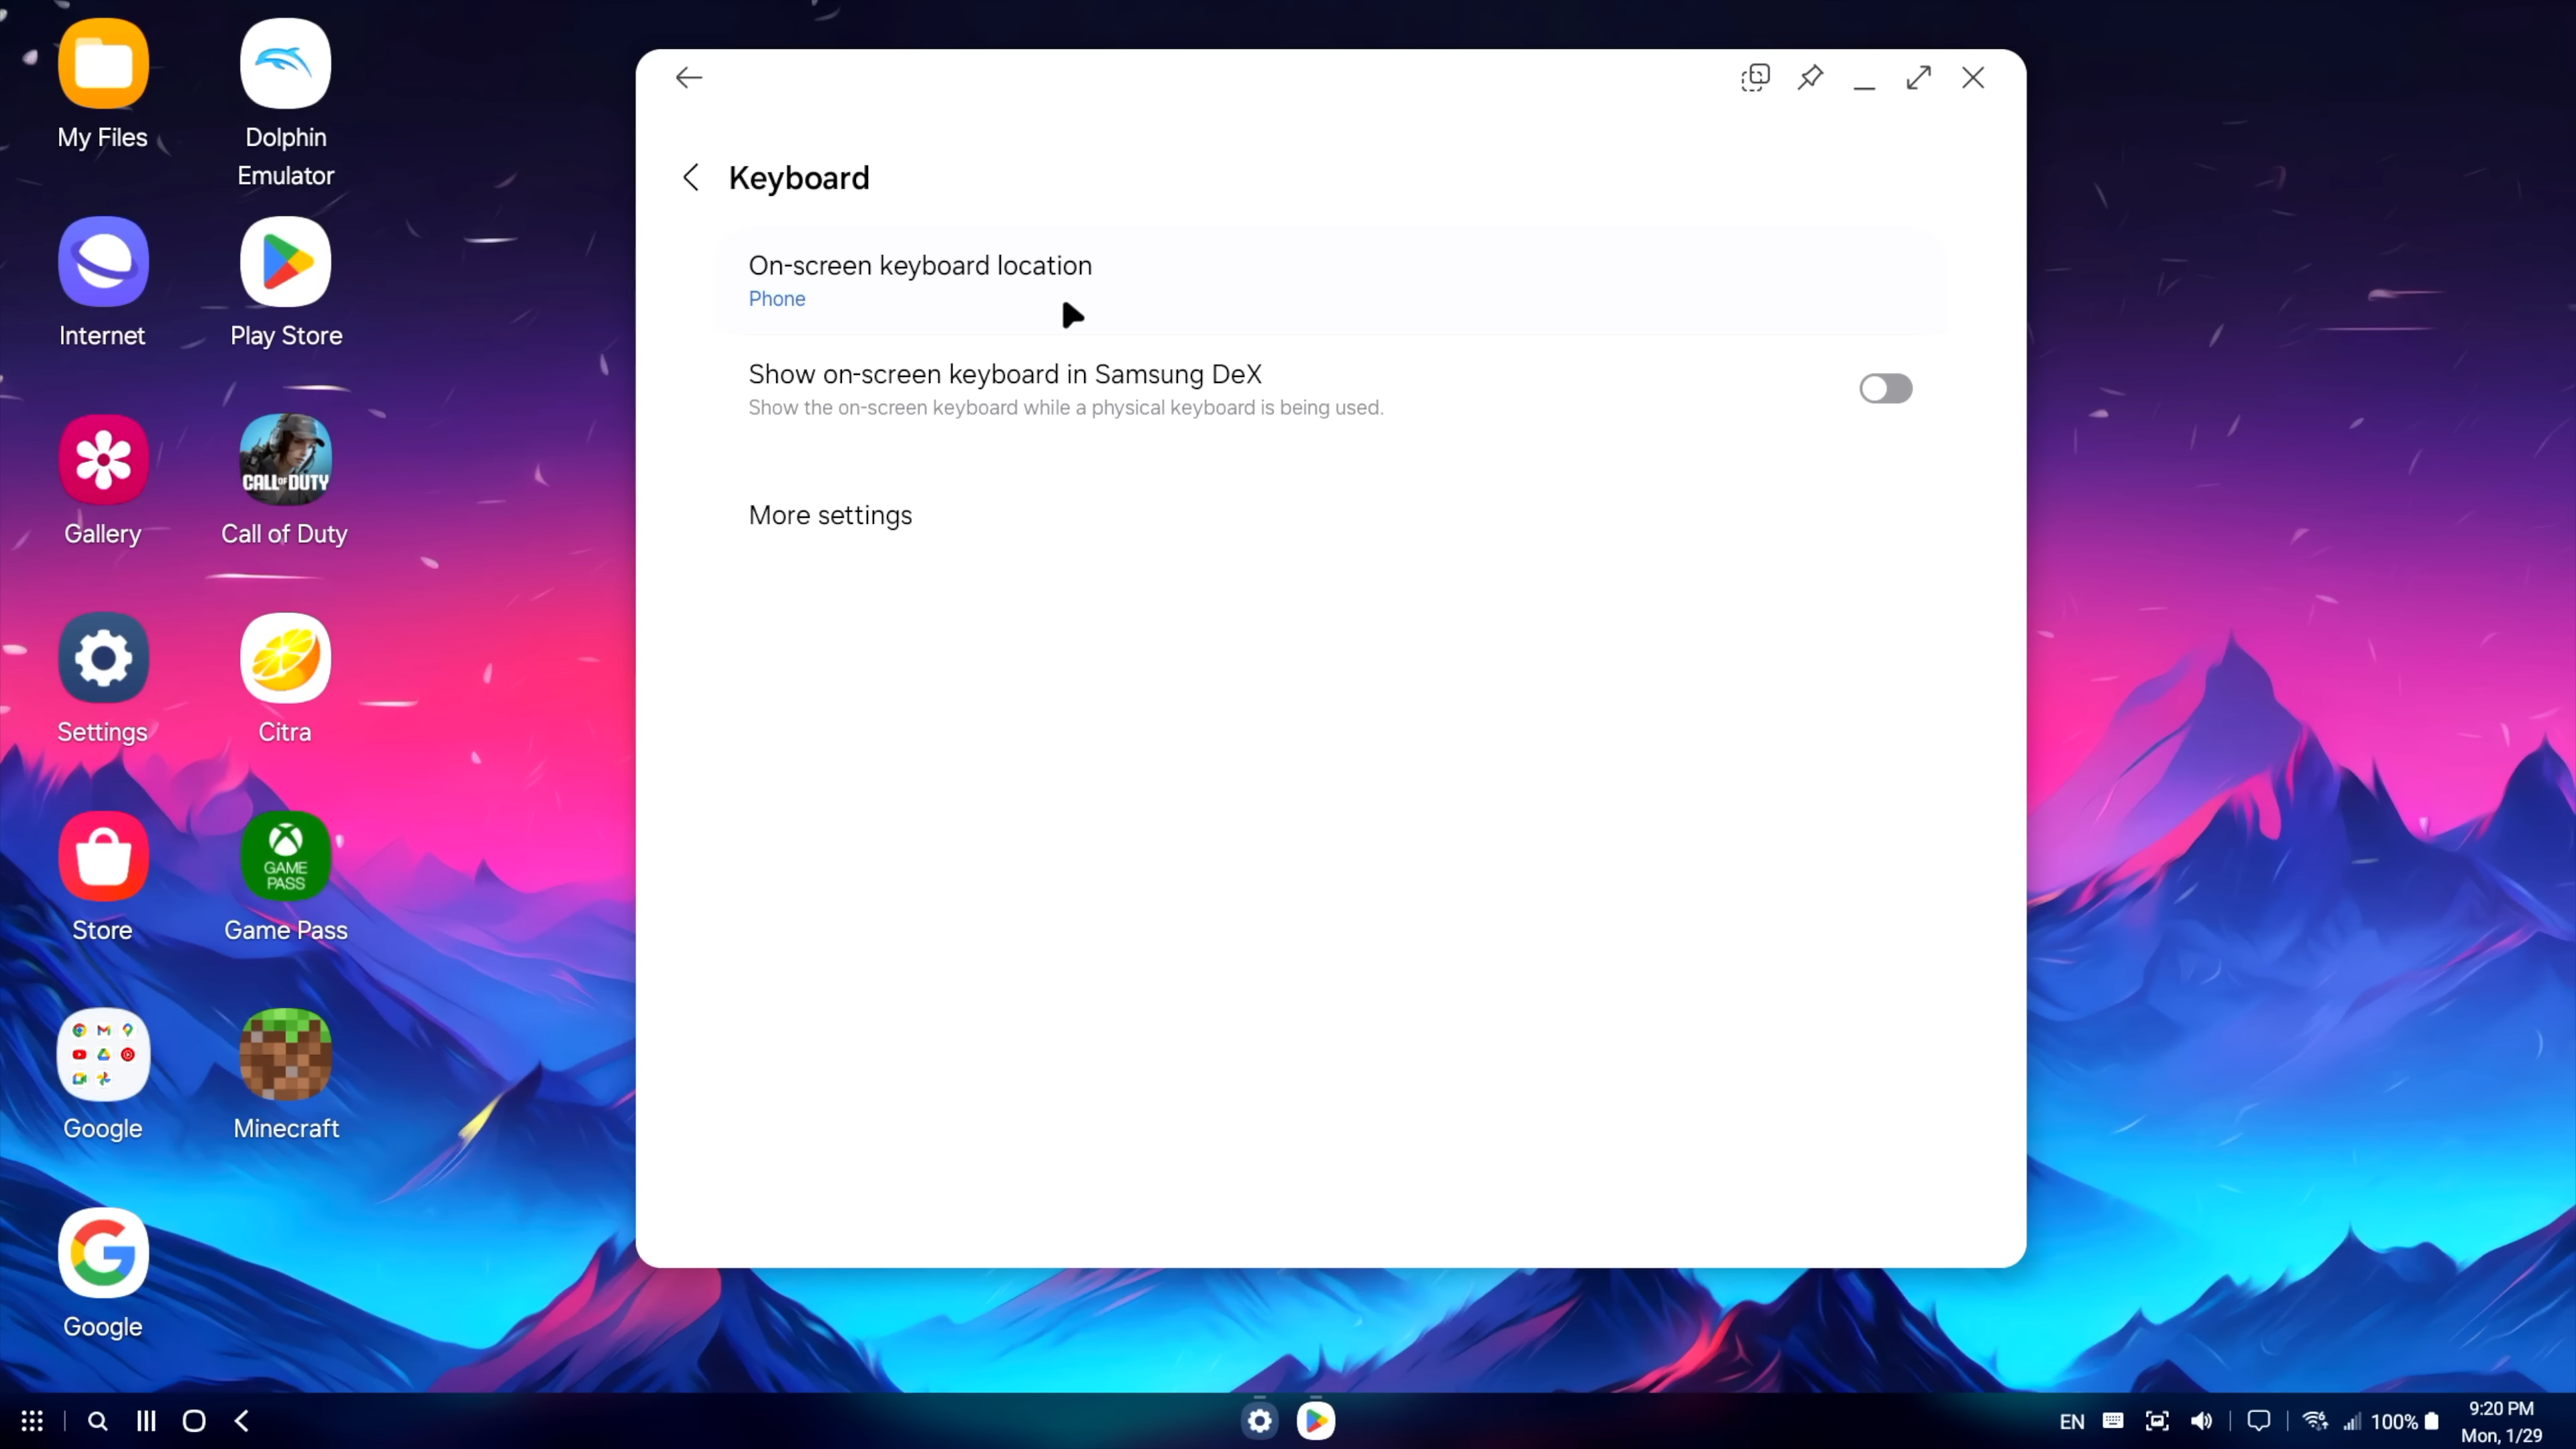 My Files
Dolphin
Emulator
Internet
Play Store
Gallery
CALL OF DUTY
Call of Duty
Settings
Citra
Store
GAME
PASS
Game Pass
Google
Minecraft
Google
Keyboard
On-screen keyboard location
Phone
Show on-screen keyboard in Samsung DeX
Show the on-screen keyboard while a physical keyboard is being used.
More settings
EN
100%
9:20 PM
Mon, 1/29